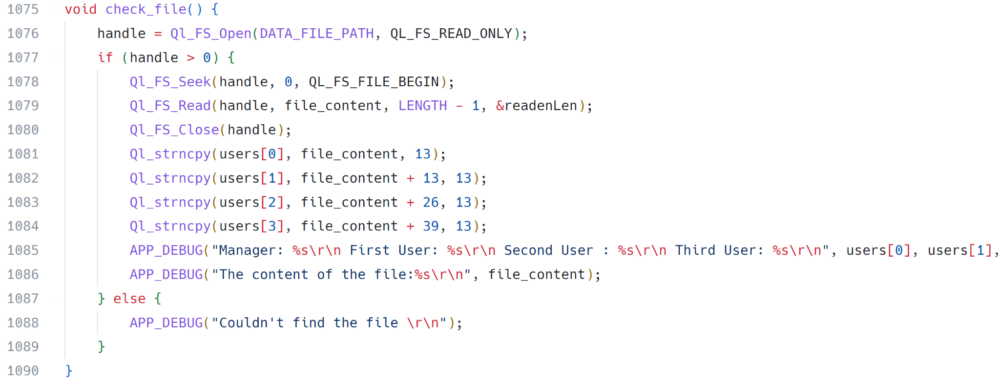 1075 void check_file() {
1076 handle = Ql_FS_Open(DATA_FILE_PATH, QL_FS_READ_ONLY);
1077 if (handle > 0) {
1078 Ql_FS_Seek(handle, 0, QL_FS_FILE_BEGIN);
1079 Ql_FS_Read(handle, file_content, LENGTH - 1, &readenLen);
1080 Ql_FS_Close(handle);
1081 Ql_strncpy(users[0], file_content, 13);
1082 Ql_strncpy(users[1], file_content + 13, 13);
1083 Ql_strncpy(users[2], file_content + 26, 13);
1084 Ql_strncpy(users[3], file_content + 39, 13);
1085 APP_DEBUG("Manager: %s\r\n First User: %s\r\n Second User : %s\r\n Third User: %s\r\n", users[0], users[1],
1086 APP_DEBUG("The content of the file:%s\r\n", file_content);
1087 } else {
1088 APP_DEBUG("Couldn't find the file \r\n");
1089 }
1090 }